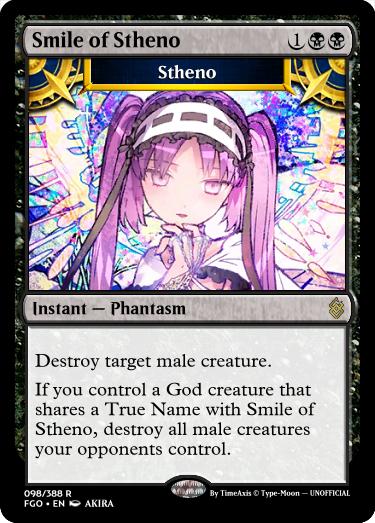 Smile of Stheno 1
Stheno
Instant — Phantasm
Destroy target male creature.
If you control a God creature that
shares a True Name with Smile of
Stheno, destroy all male creatures
your opponents control.
098/388 R
FGO • EN AKIRA
By TimeAxis © Type-Moon — UNOFFICIAL